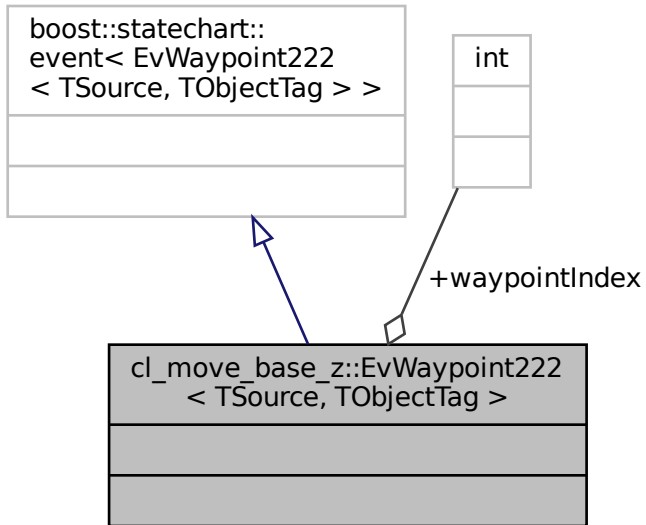 boost::statechart::
event< EvWaypoint222
< TSource, TObjectTag > >
int
+waypointIndex
cl_move_base_z::EvWaypoint222
< TSource, TObjectTag >